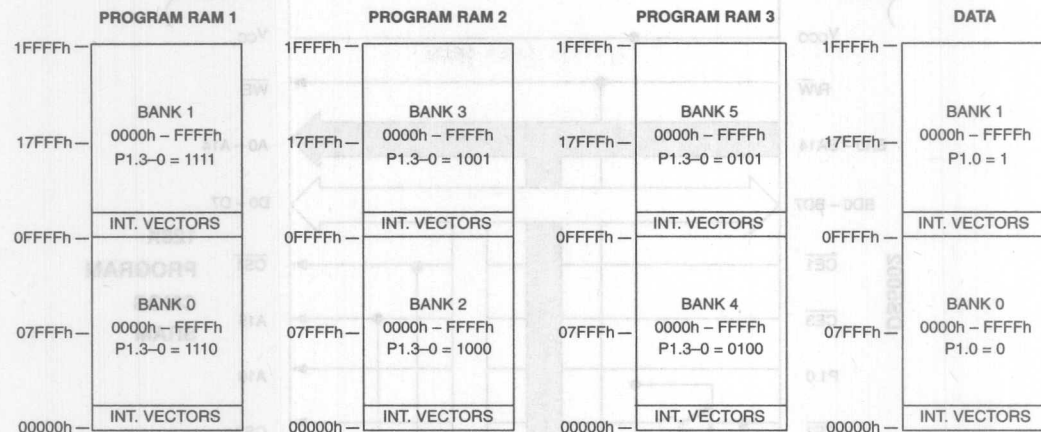 PROGRAM RAM 1 PROGRAM RAM 2 PROGRAM RAM 3 DATA
1FFFFh 1FFFFh 1FFFFh 1FFFFh
BANK 1 BANK 3 BANK 5 BANK 1
0000h – FFFFh 0000h – FFFFh 0000h – FFFFh 0000h – FFFFh
17FFFh 17FFFh 17FFFh 17FFFh
P1.3–0 = 1111 P1.3–0 = 1001 P1.3–0 = 0101 P1.0 = 1
INT. VECTORS INT. VECTORS INT. VECTORS INT. VECTORS
0FFFFh 0FFFFh 0FFFFh 0FFFFh
BANK 0 BANK 2 BANK 4 BANK 0
0000h – FFFFh 0000h – FFFFh 0000h – FFFFh 0000h – FFFFh
07FFFh 07FFFh 07FFFh 07FFFh
P1.3–0 = 1110 P1.3–0 = 1000 P1.3–0 = 0100 P1.0 = 0
INT. VECTORS INT. VECTORS INT. VECTORS INT. VECTORS
00000h 00000h 00000h 00000h